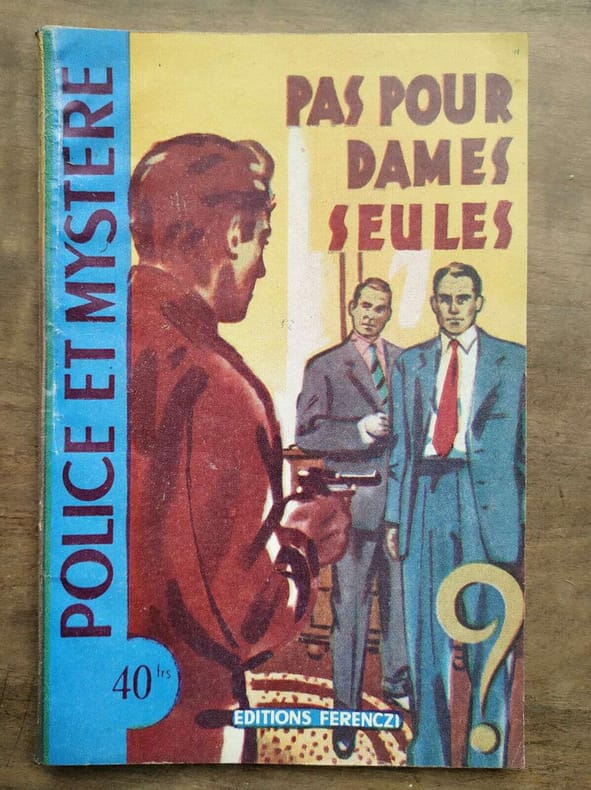 POLICE ET MYSTERE
PAS POUR
DAMES
SEULES
40 frs
?
EDITIONS FERENCZI